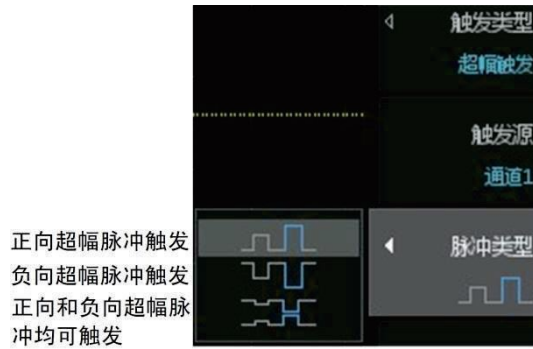 触发类型
超幅触发
触发源
通道1
脉冲类型
正向超幅脉冲触发
负向超幅脉冲触发
正向和负向超幅脉
冲均可触发